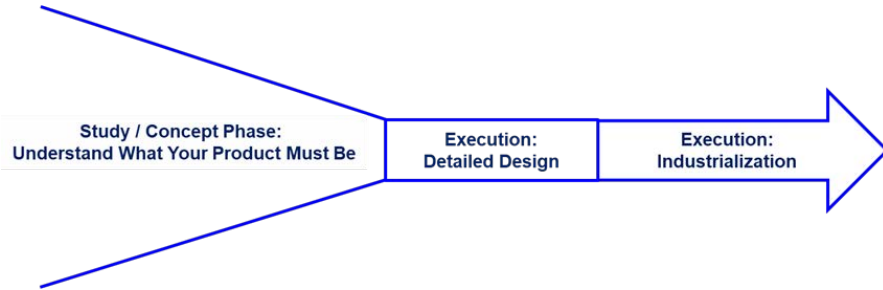 Study / Concept Phase:
Understand What Your Product Must Be
Execution:
Detailed Design
Execution:
Industrialization